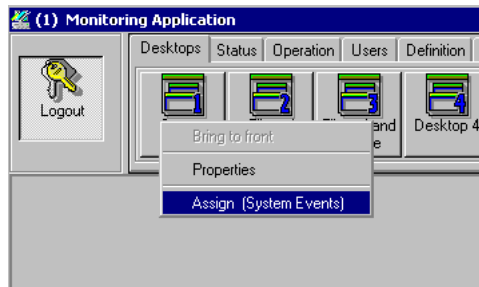 (1) Monitoring Application
Desktops Status Operation Users Definition
Logout
1 2 3 4
and Desktop 4
e
Bring to front
Properties
Assign (System Events)